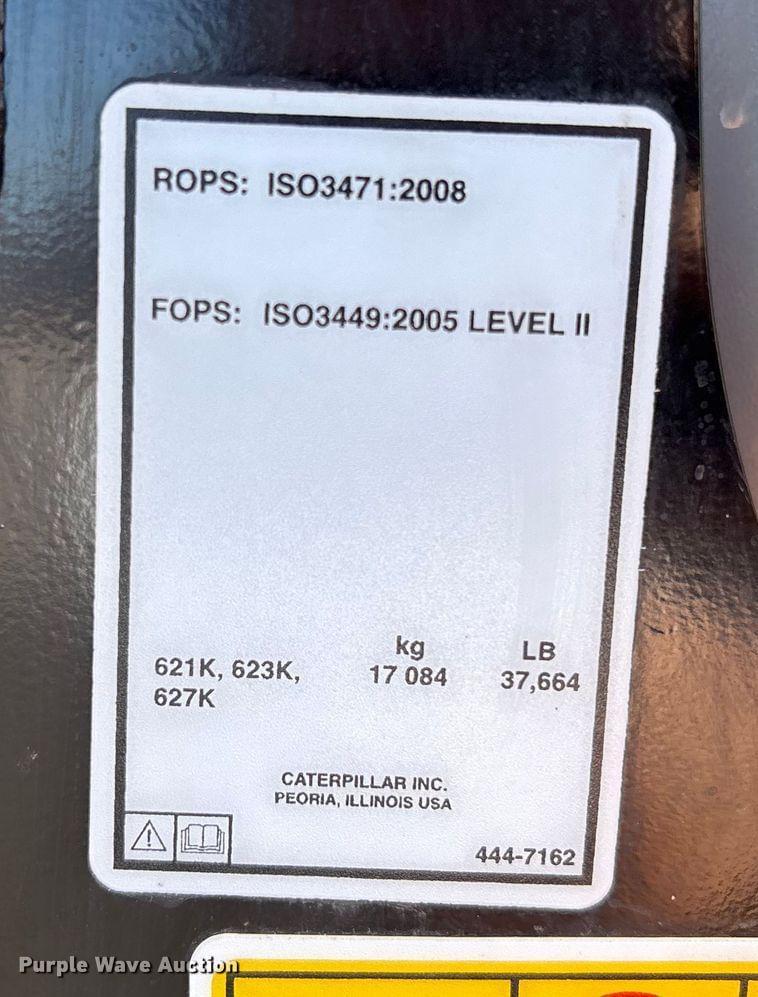 ROPS: ISO3471:2008
FOPS: ISO3449:2005 LEVEL II
kg LB
621K, 623K, 17 084 37,664
627K
CATERPILLAR INC.
PEORIA, ILLINOIS USA
444-7162
Purple Wave Auction